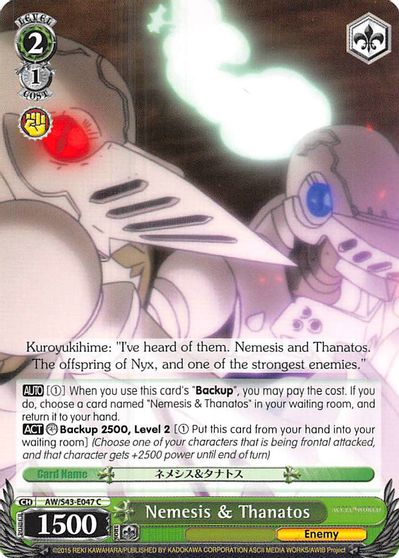 LEVEL
2
1
COST
Kuroyukihime: "I've heard of them. Nemesis and Thanatos.
The offspring of Nyx, and one of the strongest enemies."
AUTO [①] When you use this card's "Backup", you may pay the cost. If you
do, choose a card named "Nemesis & Thanatos" in your waiting room, and
return it to your hand.
ACT Backup 2500, Level 2 [① Put this card from your hand into your
waiting room] (Choose one of your characters that is being frontal attacked,
and that character gets +2500 power until end of turn)
Card Name ネメシス&タナトス
CH AW/S43-E047 C
1500
Nemesis & Thanatos
Enemy
©2015 REKI KAWAHARA/PUBLISHED BY KADOKAWA CORPORATION ASCII MEDIA WORKS/AWIB Project